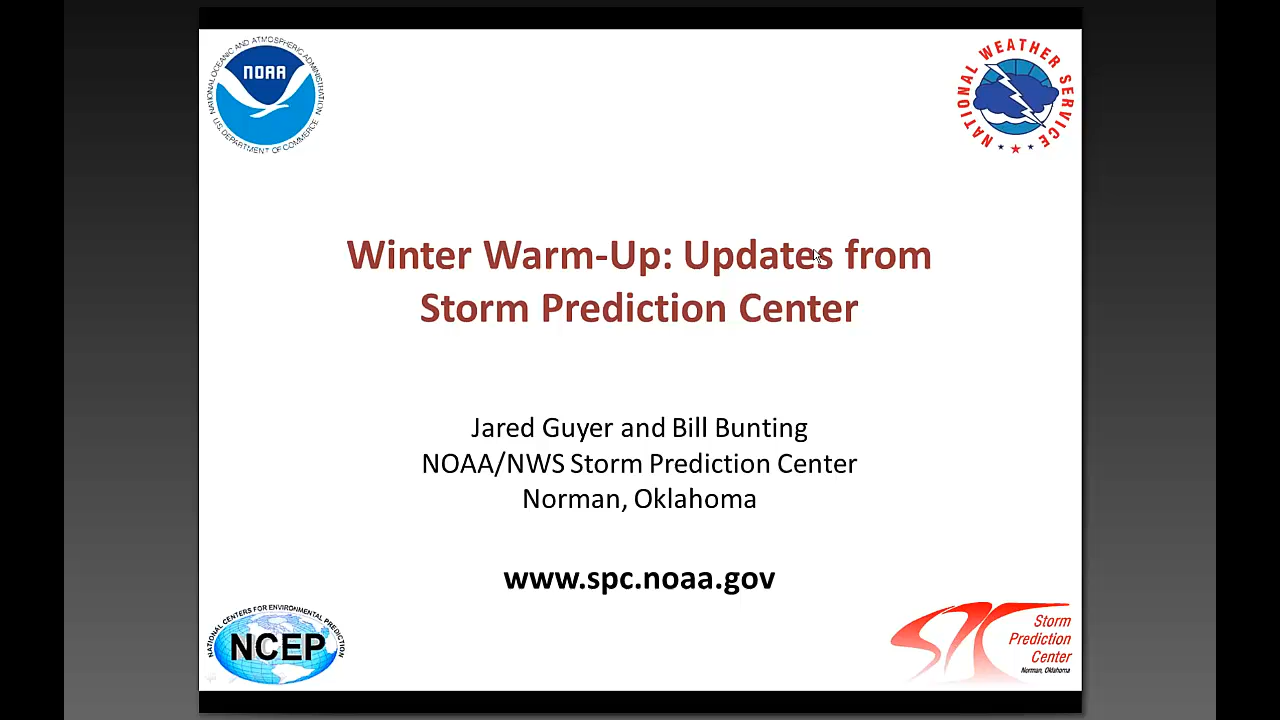 NATIONAL OCEANIC AND ATMOSPHERIC ADMINISTRATION
NOAA
U.S. DEPARTMENT OF COMMERCE
NATIONAL WEATHER SERVICE
Winter Warm-Up: Updates from
Storm Prediction Center
Jared Guyer and Bill Bunting
NOAA/NWS Storm Prediction Center
Norman, Oklahoma
www.spc.noaa.gov
NATIONAL CENTERS FOR ENVIRONMENTAL PREDICTION
NCEP
SPC
Storm
Prediction
Center
Norman, Oklahoma